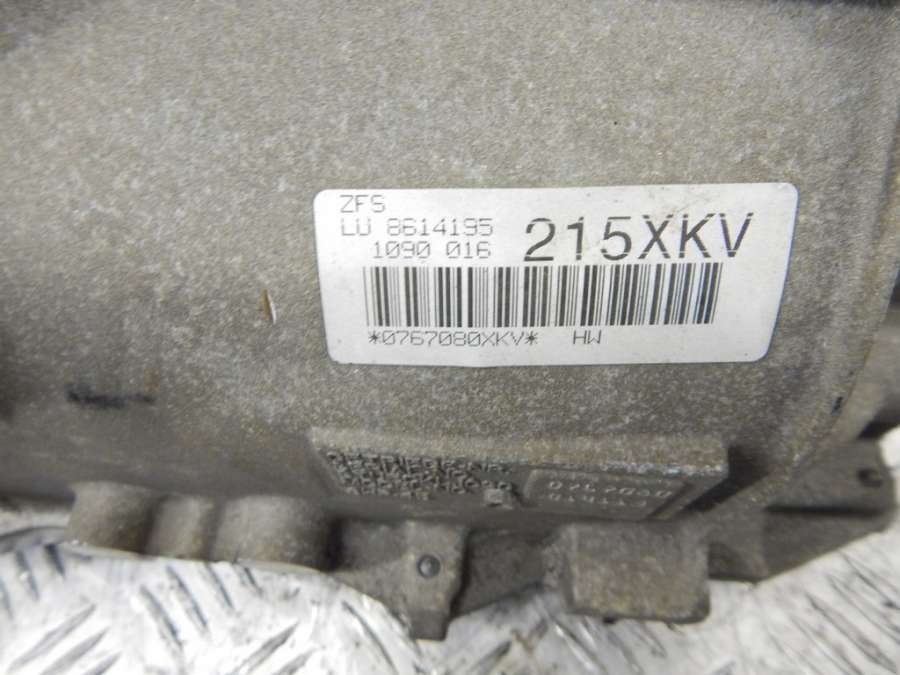 ZFS
LU 8614195
1090 016
215XKV
*0767080XKV* HW